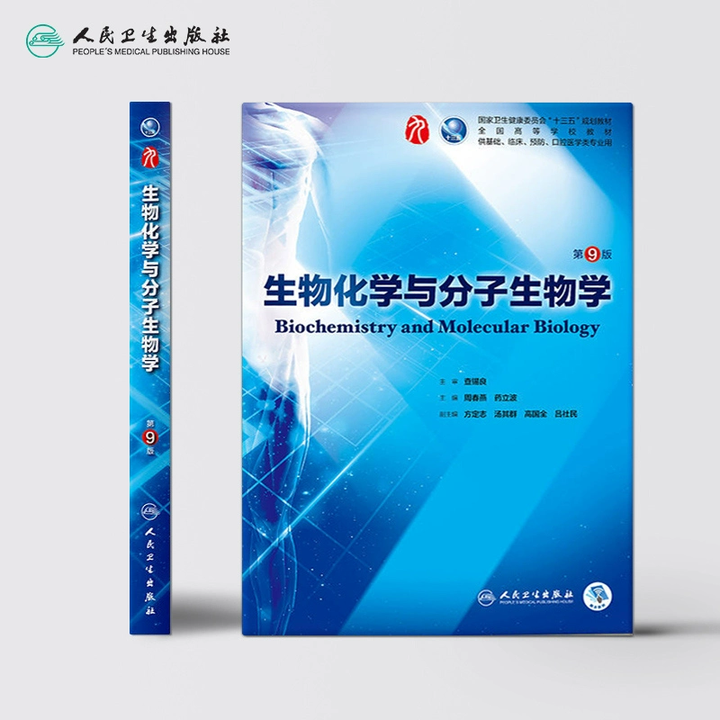 人民卫生出版社
PEOPLE'S MEDICAL PUBLISHING HOUSE
生物化学与分子生物学
第9版
人民卫生出版社
国家卫生健康委员会“十三五”规划教材
全国高等学校教材
供基础、临床、预防、口腔医学类专业用
第9版
生物化学与分子生物学
Biochemistry and Molecular Biology
主 审 查锡良
主 编 周春燕 药立波
副主编 方定志 汤其群 高国全 吕社民
人民卫生出版社
PEOPLE'S MEDICAL PUBLISHING HOUSE